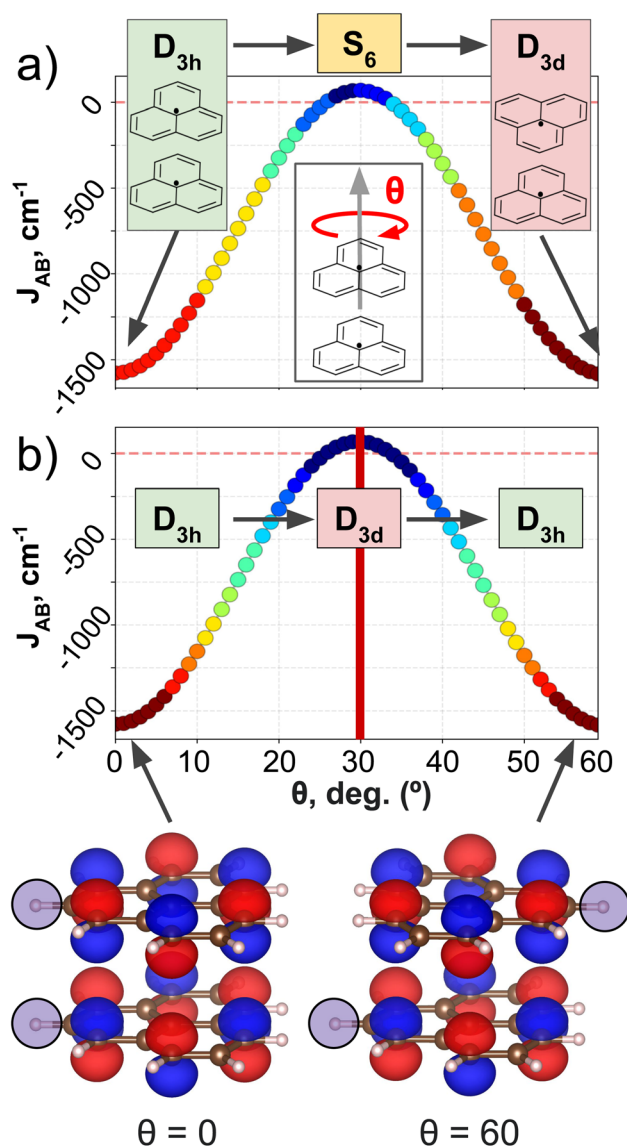 D3h S6 D3d
a)
0
-500
-1000
-1500
JAB, cm-1
θ
b)
0
-500
-1000
-1500
JAB, cm-1
D3h D3d D3h
0 10 20 30 40 50 60
θ, deg. (º)
θ = 0 θ = 60